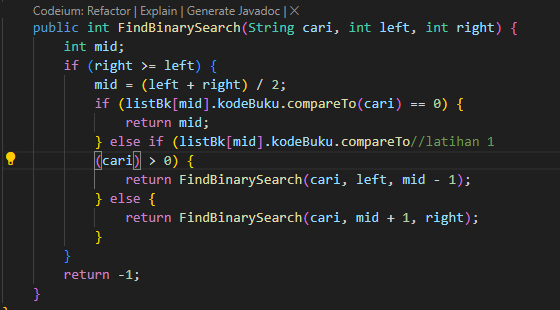 Codeium: Refactor | Explain | Generate Javadoc | ×
public int FindBinarySearch(String cari, int left, int right) {
    int mid;
    if (right >= left) {
        mid = (left + right) / 2;
        if (listBk[mid].kodeBuku.compareTo(cari) == 0) {
            return mid;
        } else if (listBk[mid].kodeBuku.compareTo//latihan 1
        (cari) > 0) {
            return FindBinarySearch(cari, left, mid - 1);
        } else {
            return FindBinarySearch(cari, mid + 1, right);
        }
    }
    return -1;
}
}